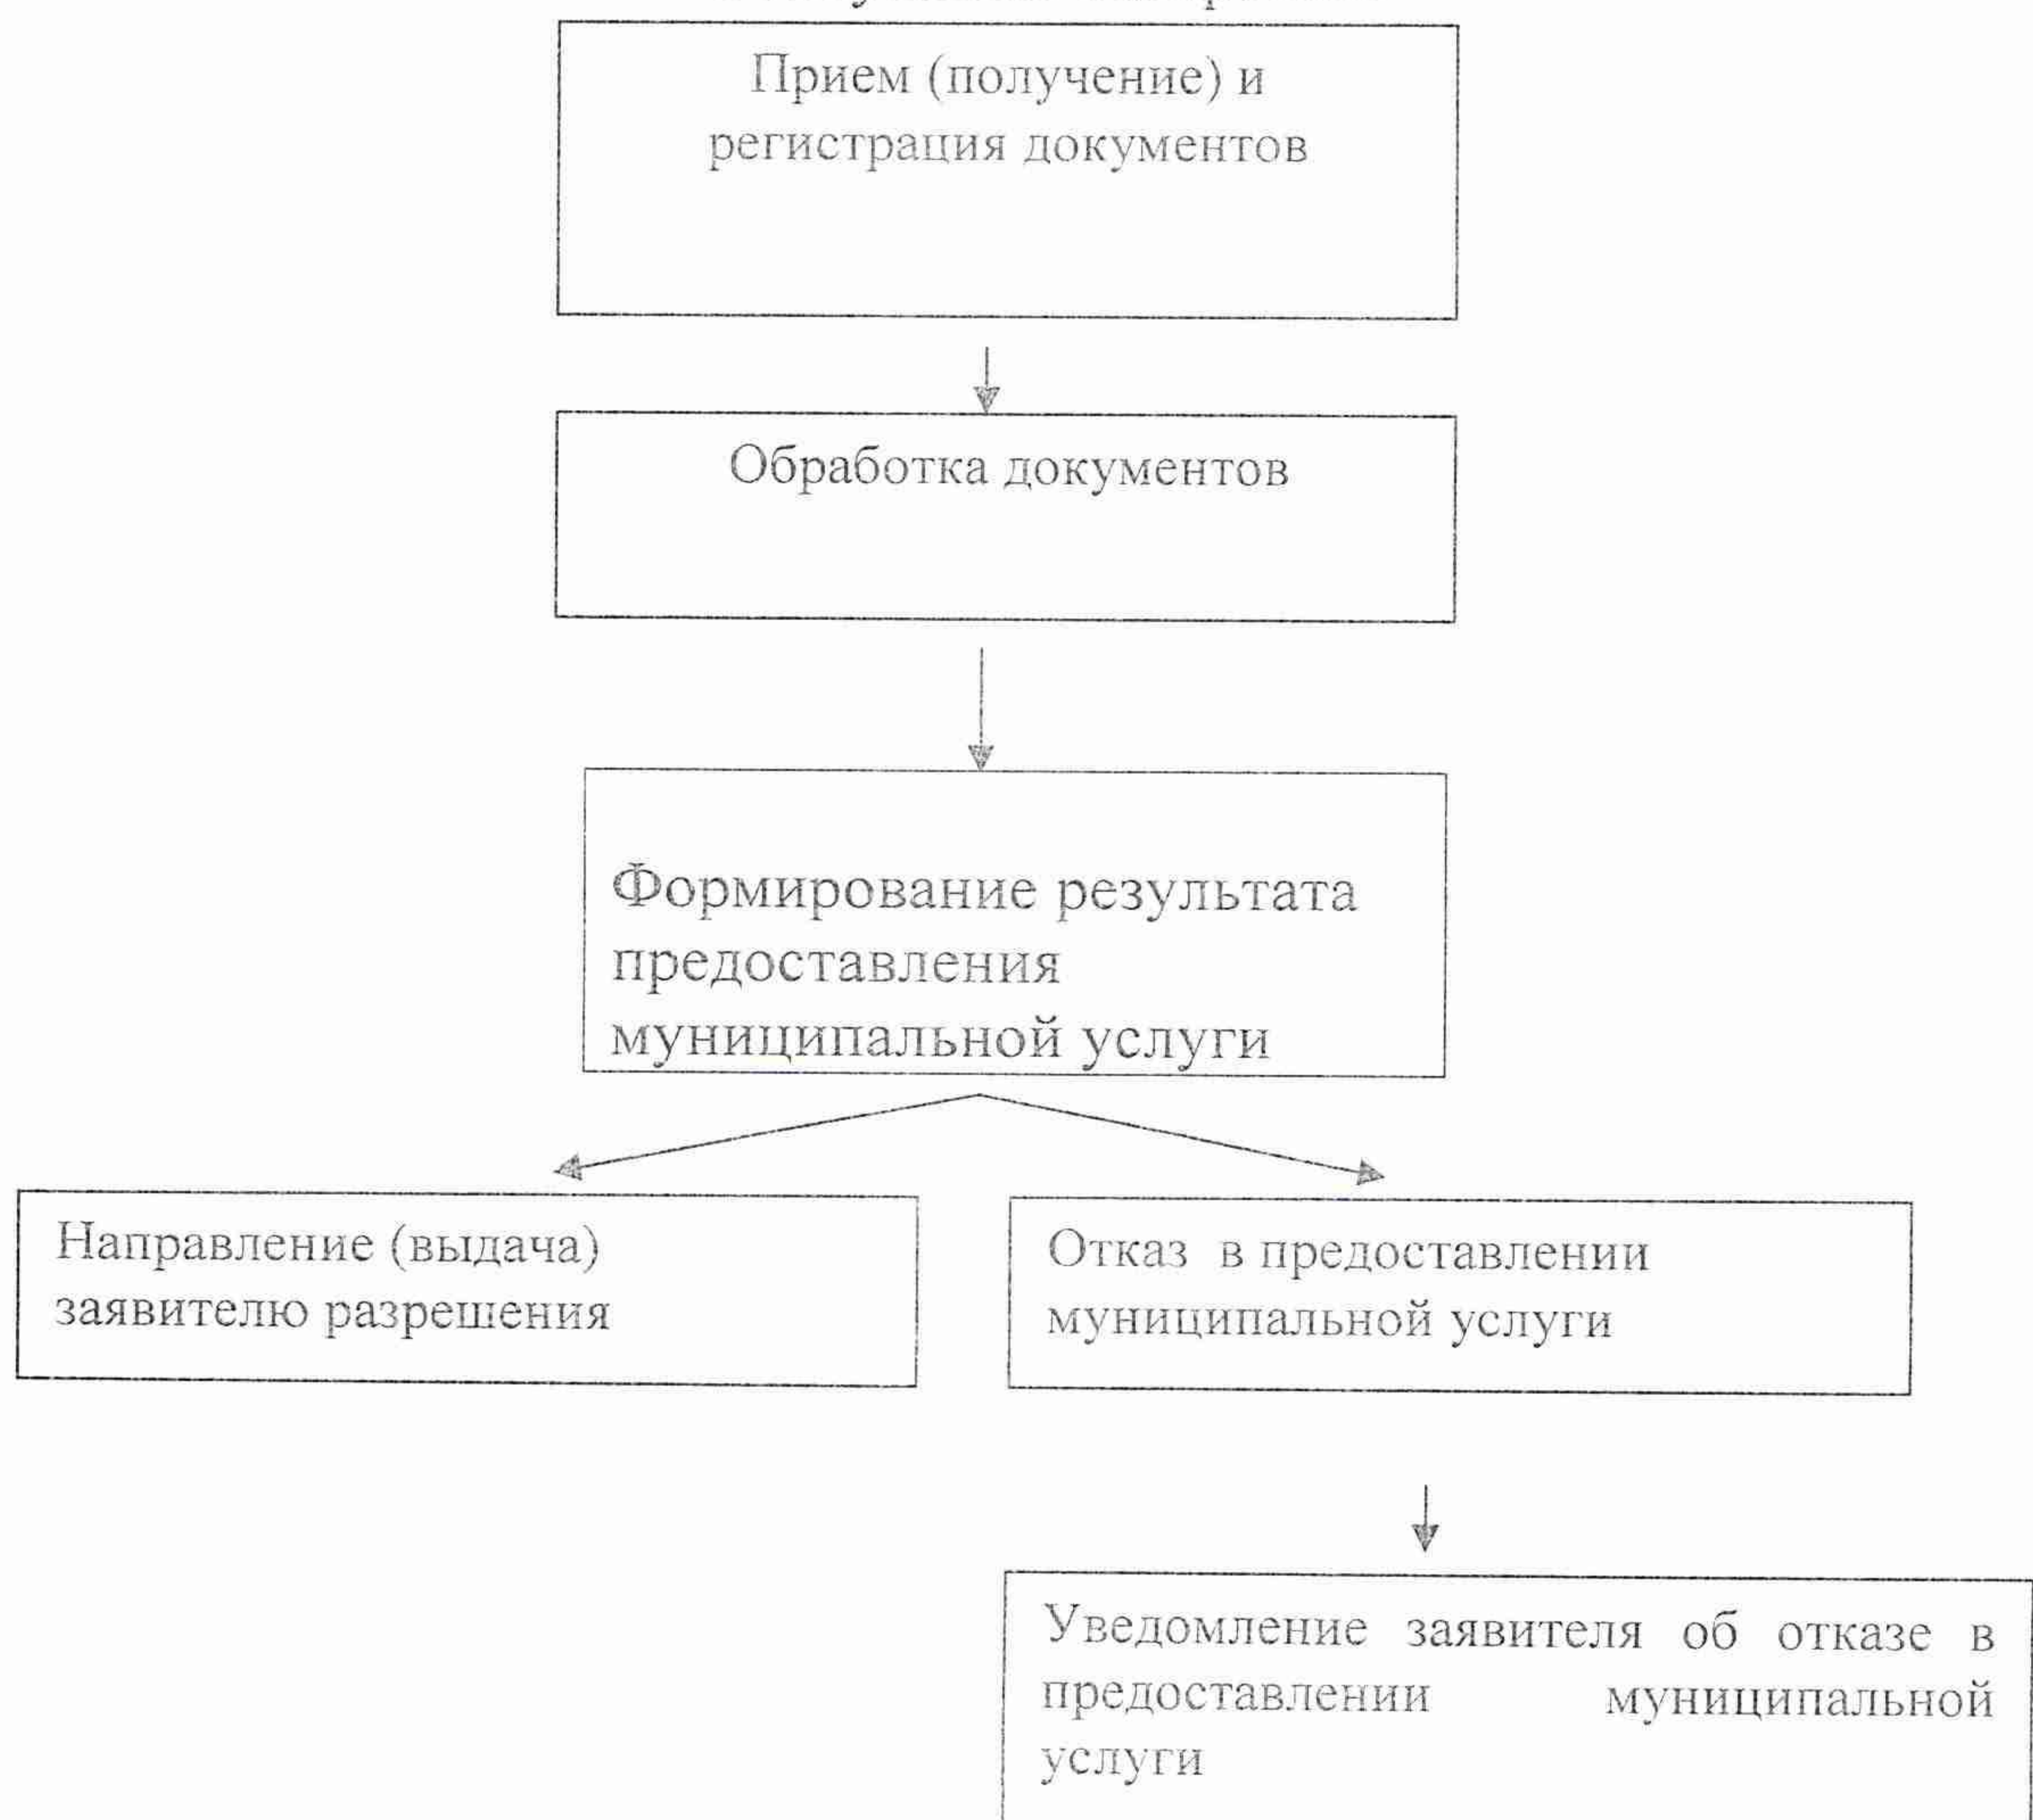 Прием (получение) и
регистрация документов
Обработка документов
Формирование результата
предоставления
муниципальной услуги
Направление (выдача)
заявителю разрешения
Отказ в предоставлении
муниципальной услуги
Уведомление заявителя об отказе в
предоставлении муниципальной
услуги